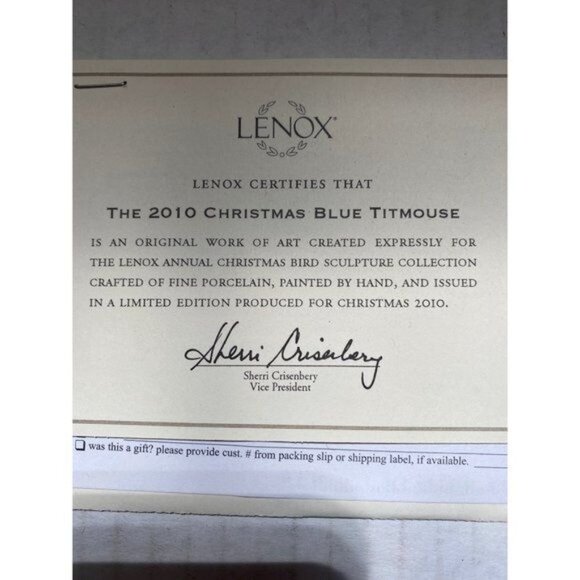 LENOX®
LENOX CERTIFIES THAT
THE 2010 CHRISTMAS BLUE TITMOUSE
IS AN ORIGINAL WORK OF ART CREATED EXPRESSLY FOR
THE LENOX ANNUAL CHRISTMAS BIRD SCULPTURE COLLECTION
CRAFTED OF FINE PORCELAIN, PAINTED BY HAND, AND ISSUED
IN A LIMITED EDITION PRODUCED FOR CHRISTMAS 2010.
Sherri Crisenbery
Sherri Crisenbery
Vice President
☐ was this a gift? please provide cust. # from packing slip or shipping label, if available. ____